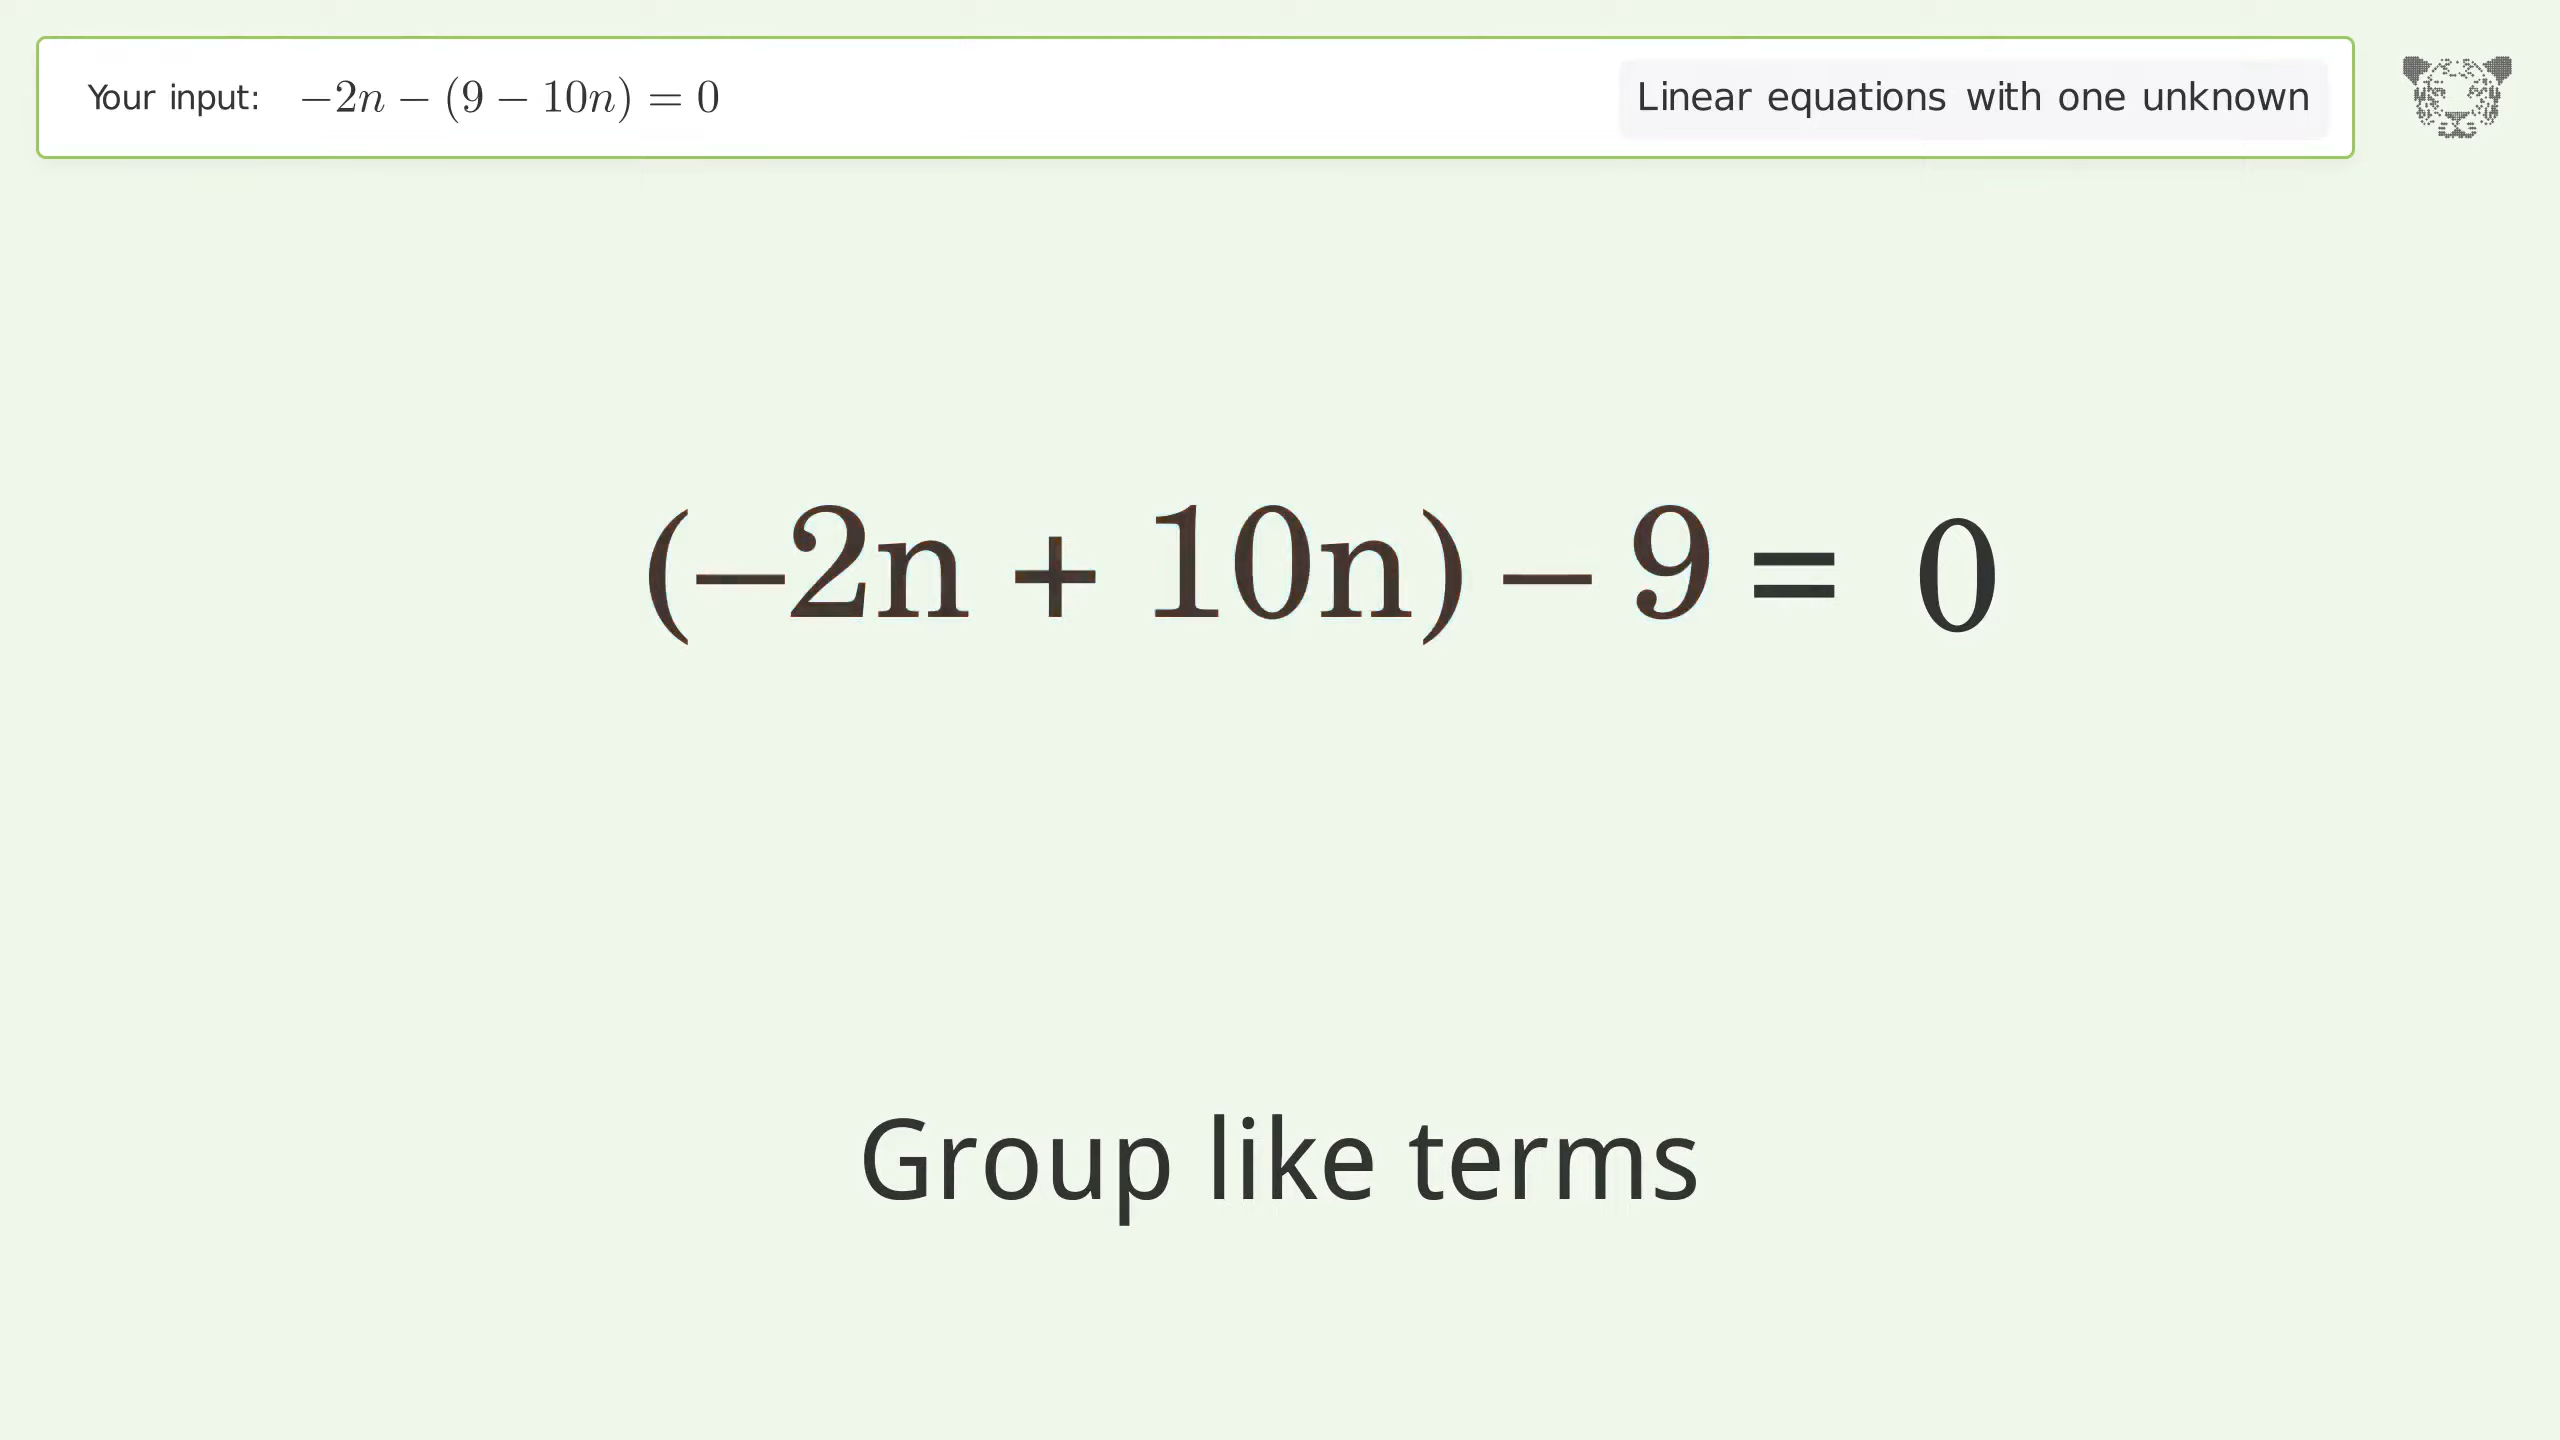 Your input: −2n − (9 − 10n) = 0
Linear equations with one unknown
(−2n + 10n) − 9 = 0
Group like terms